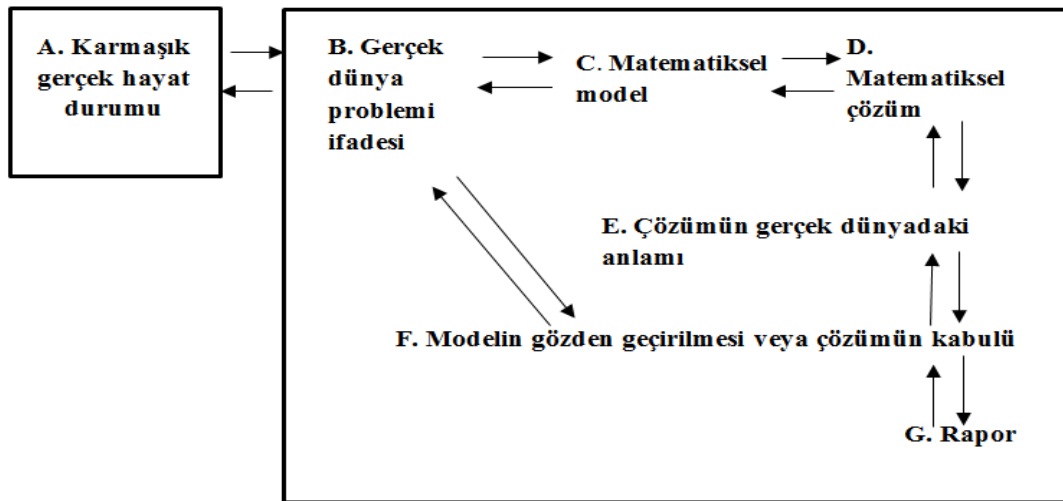 A. Karmaşık
gerçek hayat
durumu
B. Gerçek
dünya
problemi
ifadesi
C. Matematiksel
model
D.
Matematiksel
çözüm
E. Çözümün gerçek dünyadaki
anlamı
F. Modelin gözden geçirilmesi veya çözümün kabulü
G. Rapor